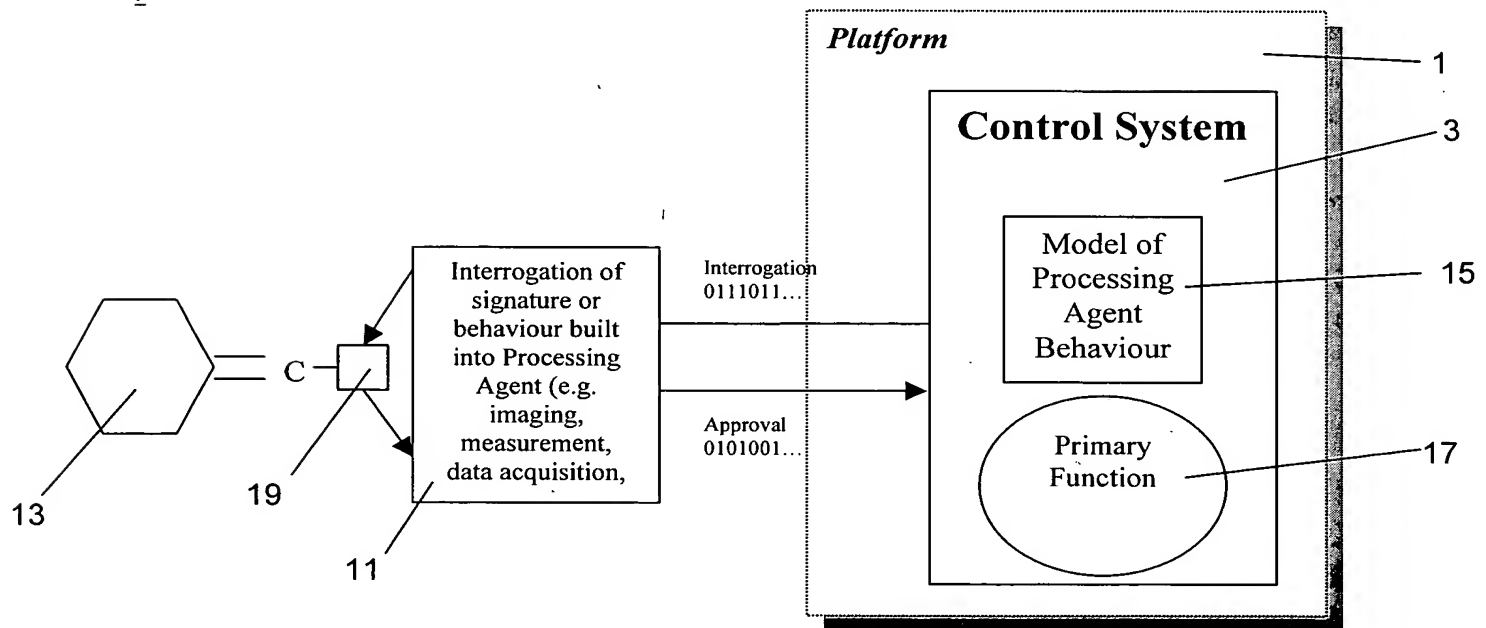 Platform
1
Control System
3
Model of
Processing
Agent
Behaviour
15
Primary
Function
17
Interrogation
0111011...
Approval
0101001...
Interrogation of
signature or
behaviour built
into Processing
Agent (e.g.
imaging,
measurement,
data acquisition,
C
13
19
11